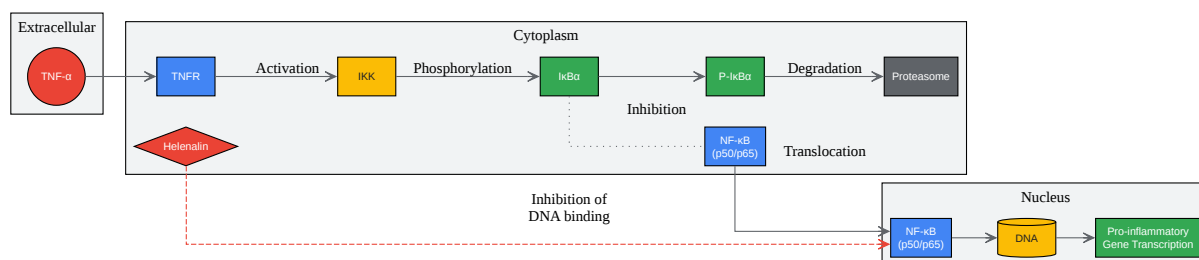 Extracellular
Cytoplasm
TNF-α
TNFR
Activation
IKK
Phosphorylation
IκBα
P-IκBα
Degradation
Proteasome
Inhibition
Helenalin
NF-κB
(p50/p65)
Translocation
Inhibition of
DNA binding
Nucleus
NF-κB
(p50/p65)
DNA
Pro-inflammatory
Gene Transcription